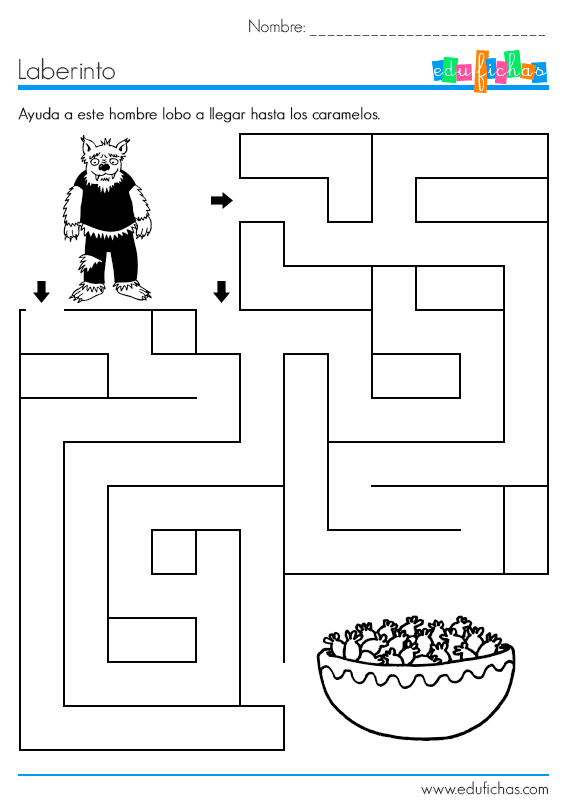 Nombre: ___________________________
Laberinto
edufichas
Ayuda a este hombre lobo a llegar hasta los caramelos.
www.edufichas.com